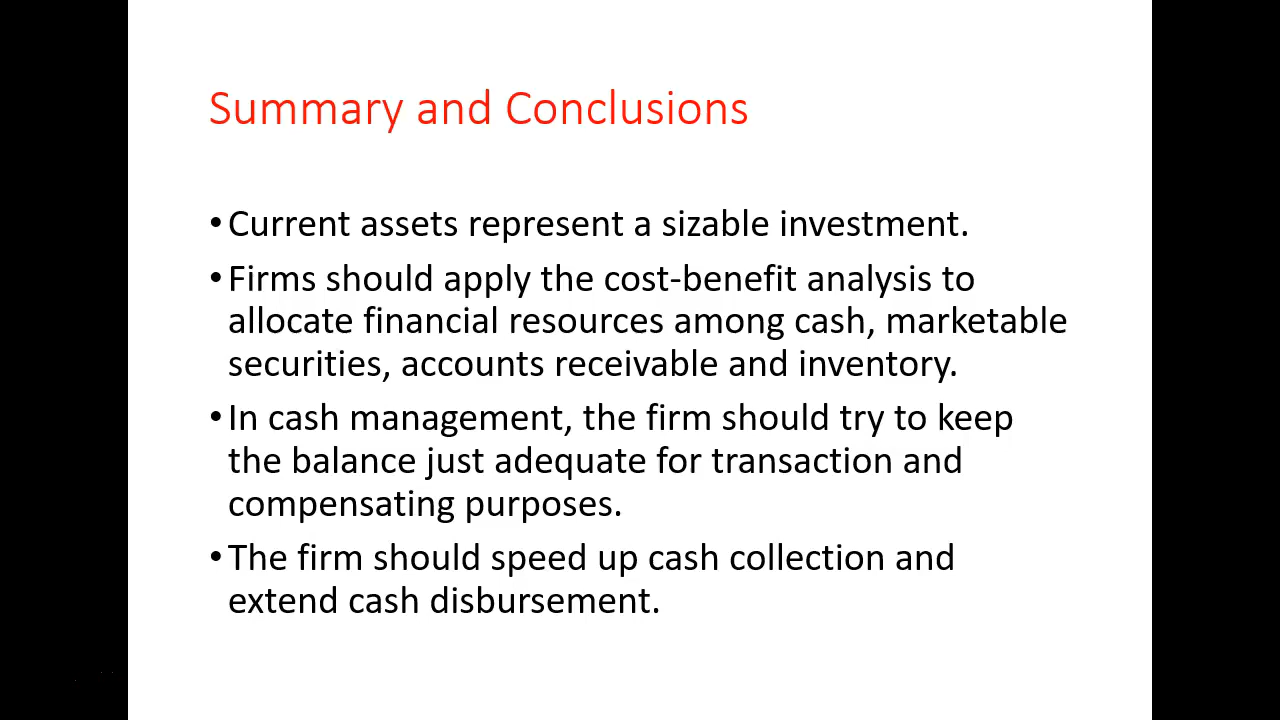 Summary and Conclusions
•Current assets represent a sizable investment.
•Firms should apply the cost-benefit analysis to
allocate financial resources among cash, marketable
securities, accounts receivable and inventory.
•In cash management, the firm should try to keep
the balance just adequate for transaction and
compensating purposes.
•The firm should speed up cash collection and
extend cash disbursement.